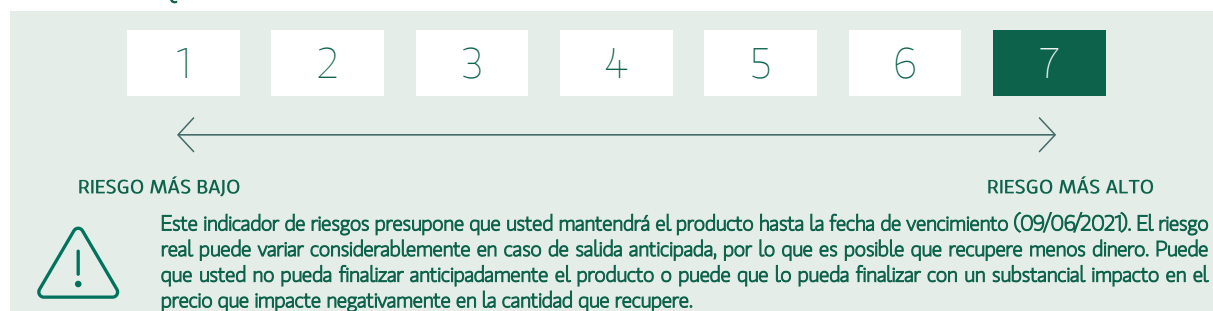 1 2 3 4 5 6 7
RIESGO MÁS BAJO RIESGO MÁS ALTO
Este indicador de riesgos presupone que usted mantendrá el producto hasta la fecha de vencimiento (09/06/2021). El riesgo
real puede variar considerablemente en caso de salida anticipada, por lo que es posible que recupere menos dinero. Puede
que usted no pueda finalizar anticipadamente el producto o puede que lo pueda finalizar con un substancial impacto en el
precio que impacte negativamente en la cantidad que recupere.